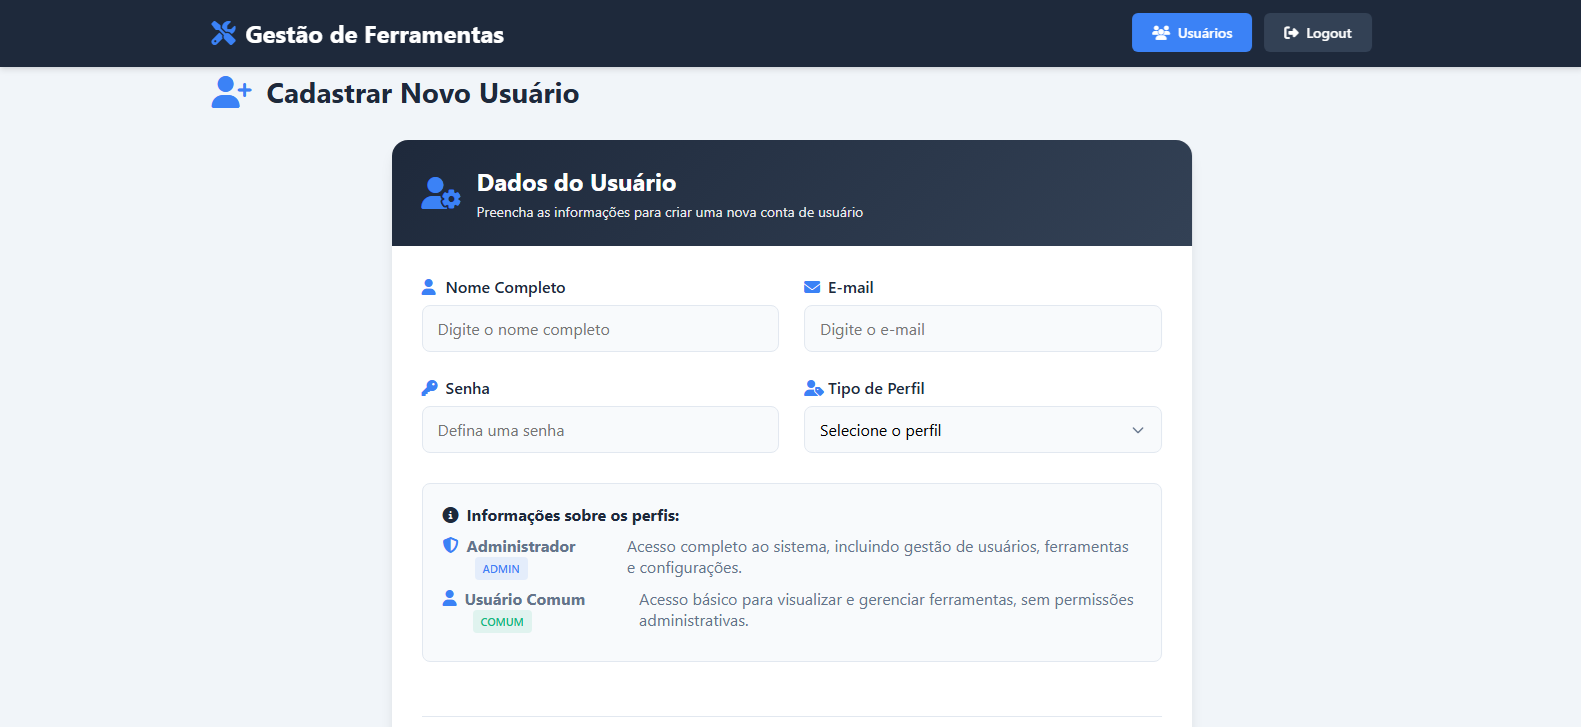 Gestão de Ferramentas
Usuários
Logout
Cadastrar Novo Usuário
Dados do Usuário
Preencha as informações para criar uma nova conta de usuário
Nome Completo
E-mail
Digite o nome completo
Digite o e-mail
Senha
Tipo de Perfil
Defina uma senha
Selecione o perfil
Informações sobre os perfis:
Administrador
ADMIN
Acesso completo ao sistema, incluindo gestão de usuários, ferramentas
e configurações.
Usuário Comum
COMUM
Acesso básico para visualizar e gerenciar ferramentas, sem permissões
administrativas.